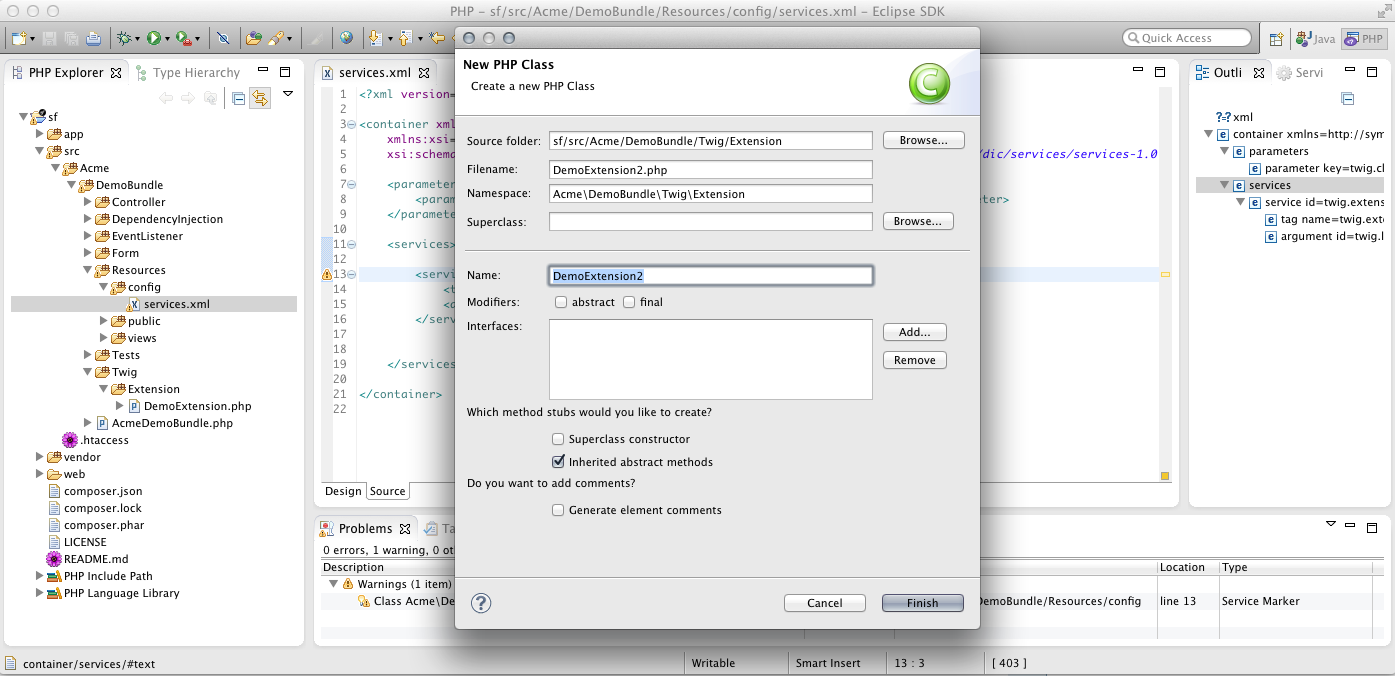 PHP - sf/src/Acme/DemoBundle/Resources/config/services.xml - Eclipse SDK
Quick Access
Java
PHP
PHP Explorer
Type Hierarchy
sf
app
src
Acme
DemoBundle
Controller
DependencyInjection
EventListener
Form
Resources
config
services.xml
public
views
Tests
Twig
Extension
DemoExtension.php
AcmeDemoBundle.php
.htaccess
vendor
web
composer.json
composer.lock
composer.phar
LICENSE
README.md
PHP Include Path
PHP Language Library
services.xml
1 <?xml version=
2
3 <container xml
4 xmlns:xsi=
5 xsi:schema /dic/services/services-1.0
6
7 <parameter
8 <param eter>
9 </paramete
10
11 <services>
12
13 <servi
14 <t
15 <a
16 </serv
17
18
19 </services
20
21 </container>
22
Design
Source
New PHP Class
Create a new PHP Class
Source folder: sf/src/Acme/DemoBundle/Twig/Extension Browse...
Filename: DemoExtension2.php
Namespace: Acme\DemoBundle\Twig\Extension
Superclass: Browse...
Name: DemoExtension2
Modifiers: abstract final
Interfaces: Add...
Remove
Which method stubs would you like to create?
Superclass constructor
Inherited abstract methods
Do you want to add comments?
Generate element comments
? Cancel Finish
Outli
Servi
?=? xml
container xmlns=http://sym
parameters
parameter key=twig.cl
services
service id=twig.extens
tag name=twig.exte
argument id=twig.l
Problems
Ta
0 errors, 1 warning, 0 ot
Description Location Type
Warnings (1 item)
Class Acme\De DemoBundle/Resources/config line 13 Service Marker
container/services/#text Writable Smart Insert 13 : 3 [ 403 ]